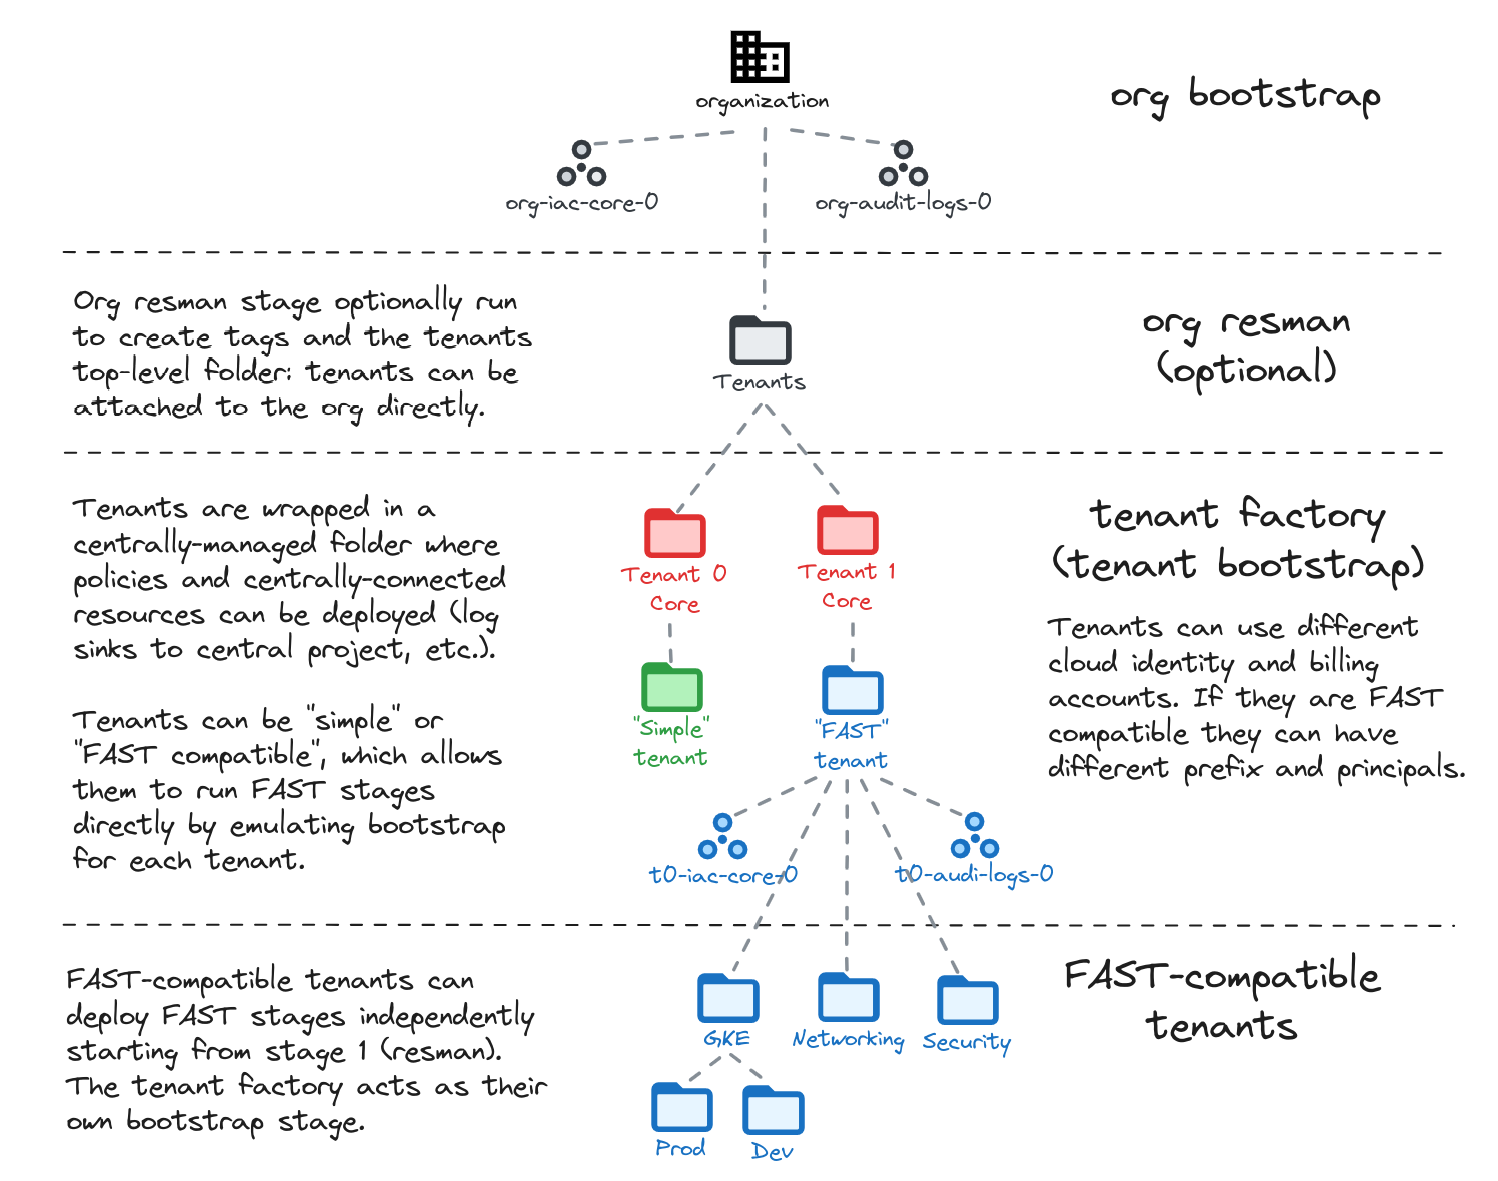 organization
org bootstrap
org-iac-core-0
org-audit-logs-0
Org resman stage optionally run
to create tags and the tenants
top-level folder: tenants can be
attached to the org directly.
Tenants
org resman
(optional)
Tenants are wrapped in a
centrally-managed folder where
policies and centrally-connected
resources can be deployed (log
sinks to central project, etc.).
Tenants can be "simple" or
"FAST compatible", which allows
them to run FAST stages
directly by emulating bootstrap
for each tenant.
Tenant 0
Core
Tenant 1
Core
"Simple"
tenant
"FAST"
tenant
t0-iac-core-0
t0-audi-logs-0
tenant factory
(tenant bootstrap)
Tenants can use different
cloud identity and billing
accounts. If they are FAST
compatible they can have
different prefix and principals.
FAST-compatible tenants can
deploy FAST stages independently
starting from stage 1 (resman).
The tenant factory acts as their
own bootstrap stage.
GKE
Networking
Security
Prod
Dev
FAST-compatible
tenants